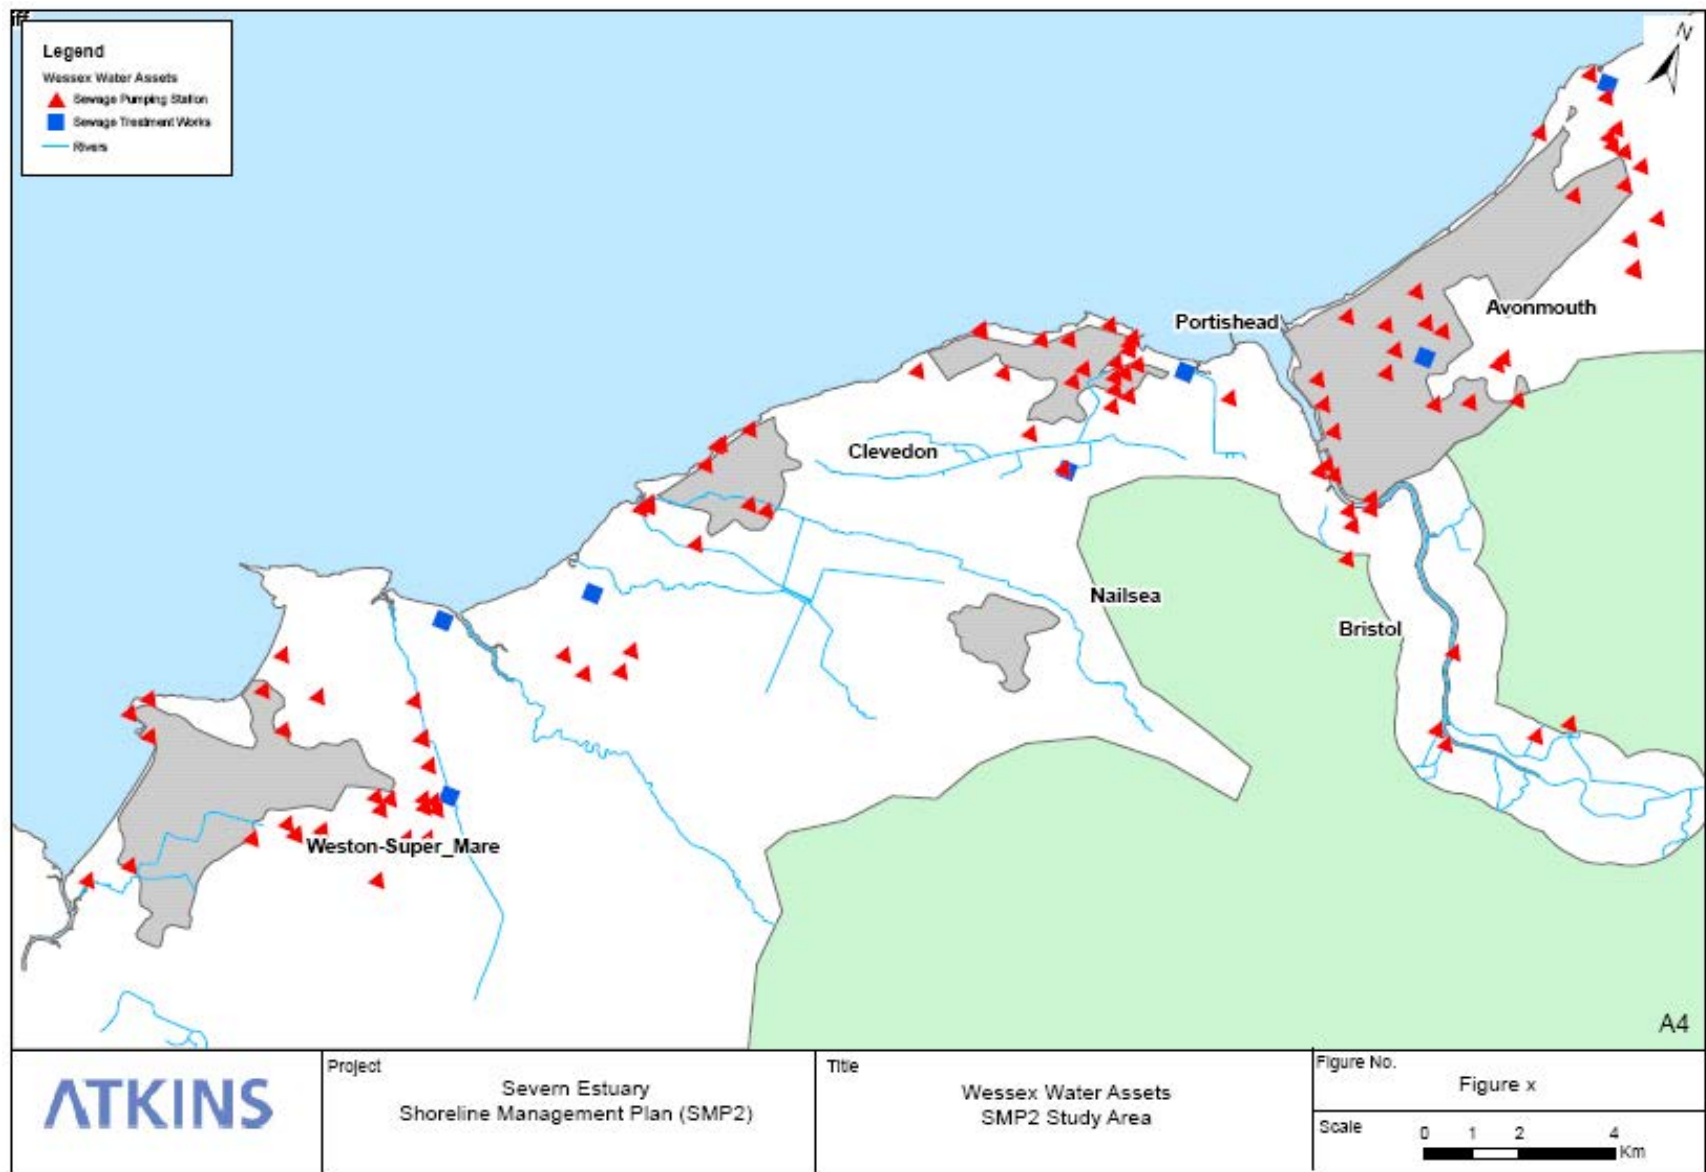 iff
Legend
Wessex Water Assets
Sewage Pumping Station
Sewage Treatment Works
Rivers
N
Portishead
Avonmouth
Clevedon
Nailsea
Bristol
Weston-Super_Mare
A4
ATKINS
Project
Severn Estuary
Shoreline Management Plan (SMP2)
Title
Wessex Water Assets
SMP2 Study Area
Figure No.
Figure x
Scale
0 1 2 4
Km